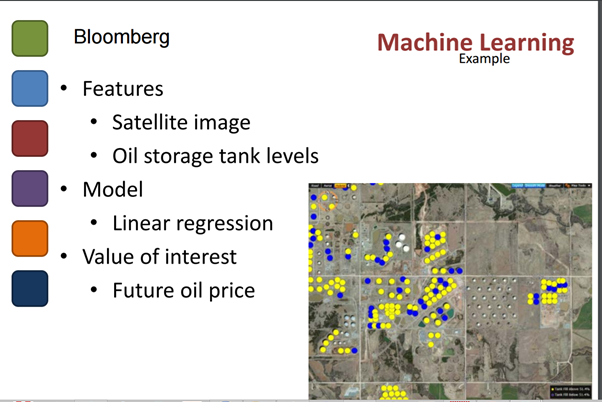 Bloomberg
Machine Learning
Example
• Features
• Satellite image
• Oil storage tank levels
• Model
• Linear regression
• Value of interest
• Future oil price